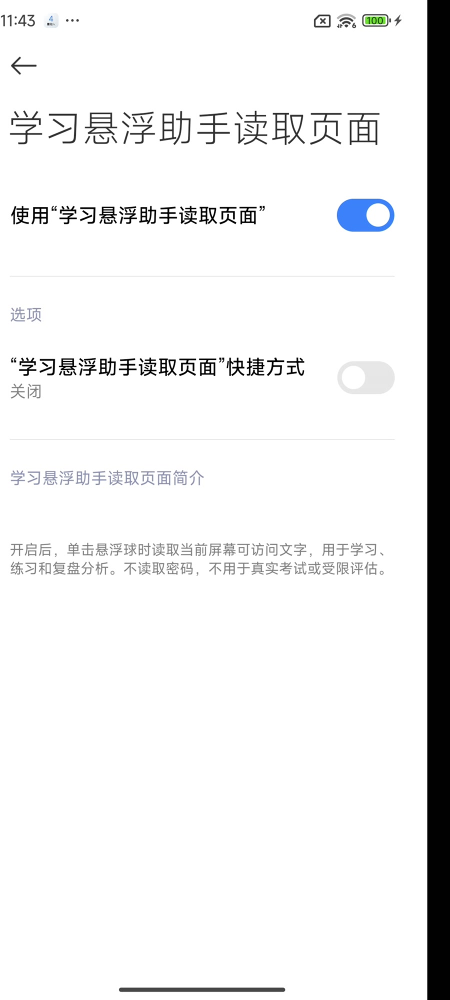 11:43 4 星期六 ··· 6 100
学习悬浮助手读取页面
使用“学习悬浮助手读取页面”
选项
“学习悬浮助手读取页面”快捷方式
关闭
学习悬浮助手读取页面简介
开启后，单击悬浮球时读取当前屏幕可访问文字，用于学习、
练习和复盘分析。不读取密码，不用于真实考试或受限评估。